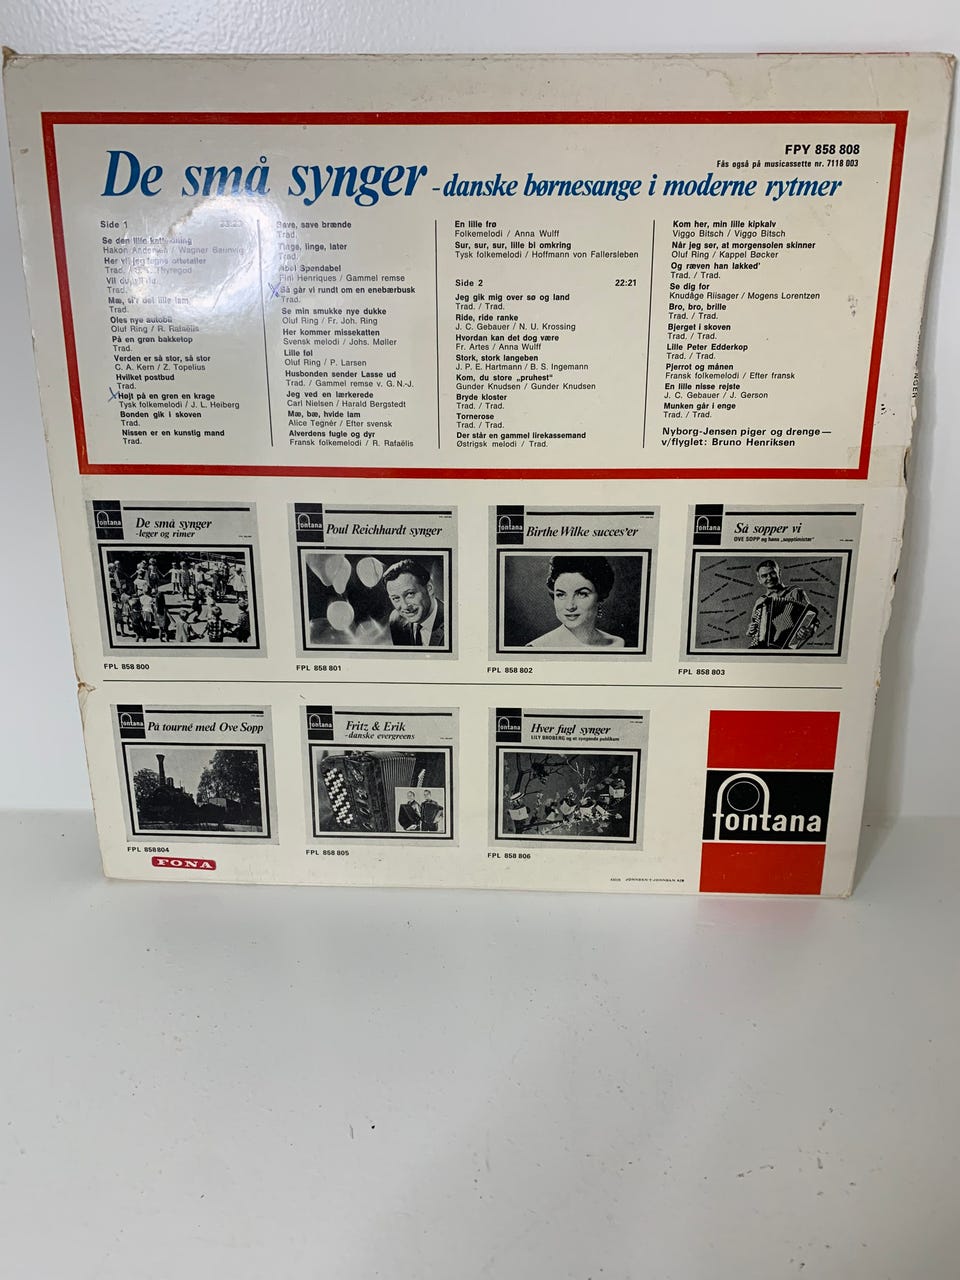 FPY 858 808
Fås også på musicassette nr. 7118 003
De små synger - danske børnesange i moderne rytmer
Side 1
Se den lille
Hakon Andersen / Wagner
Her vil jeg
Trad.
Vil du
Trad.
Mæ, si'r det lille lam
Trad.
Oles nye autobil
Oluf Ring / R. Rafaëlis
På en grøn bakketop
Trad.
Verden er så stor, så stor
C. A. Kern / Z. Topelius
Hvilket postbud
Trad.
Højt på en gren en krage
Tysk folkemelodi / J. L. Heiberg
Bonden gik i skoven
Trad.
Nissen er en kunstig mand
Trad.
Save, save brænde
Trad.
Tinge, linge, later
Trad.
Abel Spendabel
Fini Henriques / Gammel remse
Så går vi rundt om en enebærbusk
Trad.
Se min smukke nye dukke
Oluf Ring / Fr. Joh. Ring
Her kommer missekatten
Svensk melodi / Johs. Møller
Lille føl
Oluf Ring / P. Larsen
Husbonden sender Lasse ud
Trad. / Gammel remse v. G. N.-J.
Jeg ved en lærkerede
Carl Nielsen / Harald Bergstedt
Mæ, bæ, hvide lam
Alice Tegnér / Efter svensk
Alverdens fugle og dyr
Fransk folkemelodi / R. Rafaëlis
En lille frø
Folkemelodi / Anna Wulff
Sur, sur, sur, lille bi omkring
Tysk folkemelodi / Hoffmann von Fallersleben
Side 2 22:21
Jeg gik mig over sø og land
Trad. / Trad.
Ride, ride ranke
J. C. Gebauer / N. U. Krossing
Hvordan kan det dog være
Fr. Artes / Anna Wulff
Stork, stork langeben
J. P. E. Hartmann / B. S. Ingemann
Kom, du store „pruhest"
Gunder Knudsen / Gunder Knudsen
Bryde kloster
Trad. / Trad.
Tornerose
Trad. / Trad.
Der står en gammel lirekassemand
Østrigsk melodi / Trad.
Kom her, min lille kipkalv
Viggo Bitsch / Viggo Bitsch
Når jeg ser, at morgensolen skinner
Oluf Ring / Kappel Bøcker
Og ræven han lakked'
Trad. / Trad.
Se dig for
Knudåge Riisager / Mogens Lorentzen
Bro, bro, brille
Trad. / Trad.
Bjerget i skoven
Trad. / Trad.
Lille Peter Edderkop
Trad. / Trad.
Pjerrot og månen
Fransk folkemelodi / Efter fransk
En lille nisse rejste
J. C. Gebauer / J. Gerson
Munken går i enge
Trad. / Trad.
Nyborg-Jensen piger og drenge —
v/flyglet: Bruno Henriksen
fontana
De små synger
-leger og rimer
FPL 858 800
fontana
Poul Reichhardt synger
FPL 858 801
fontana
Birthe Wilke succes'er
FPL 858 802
fontana
Så sopper vi
OVE SOPP og hans „sopptimister"
FPL 858 803
fontana
På tourné med Ove Sopp
FPL 858 804
fontana
Fritz & Erik
-danske evergreens
FPL 858 805
fontana
Hver fugl synger
LILY BROBERG og et syngende publikum
FPL 858 806
fontana
FONA